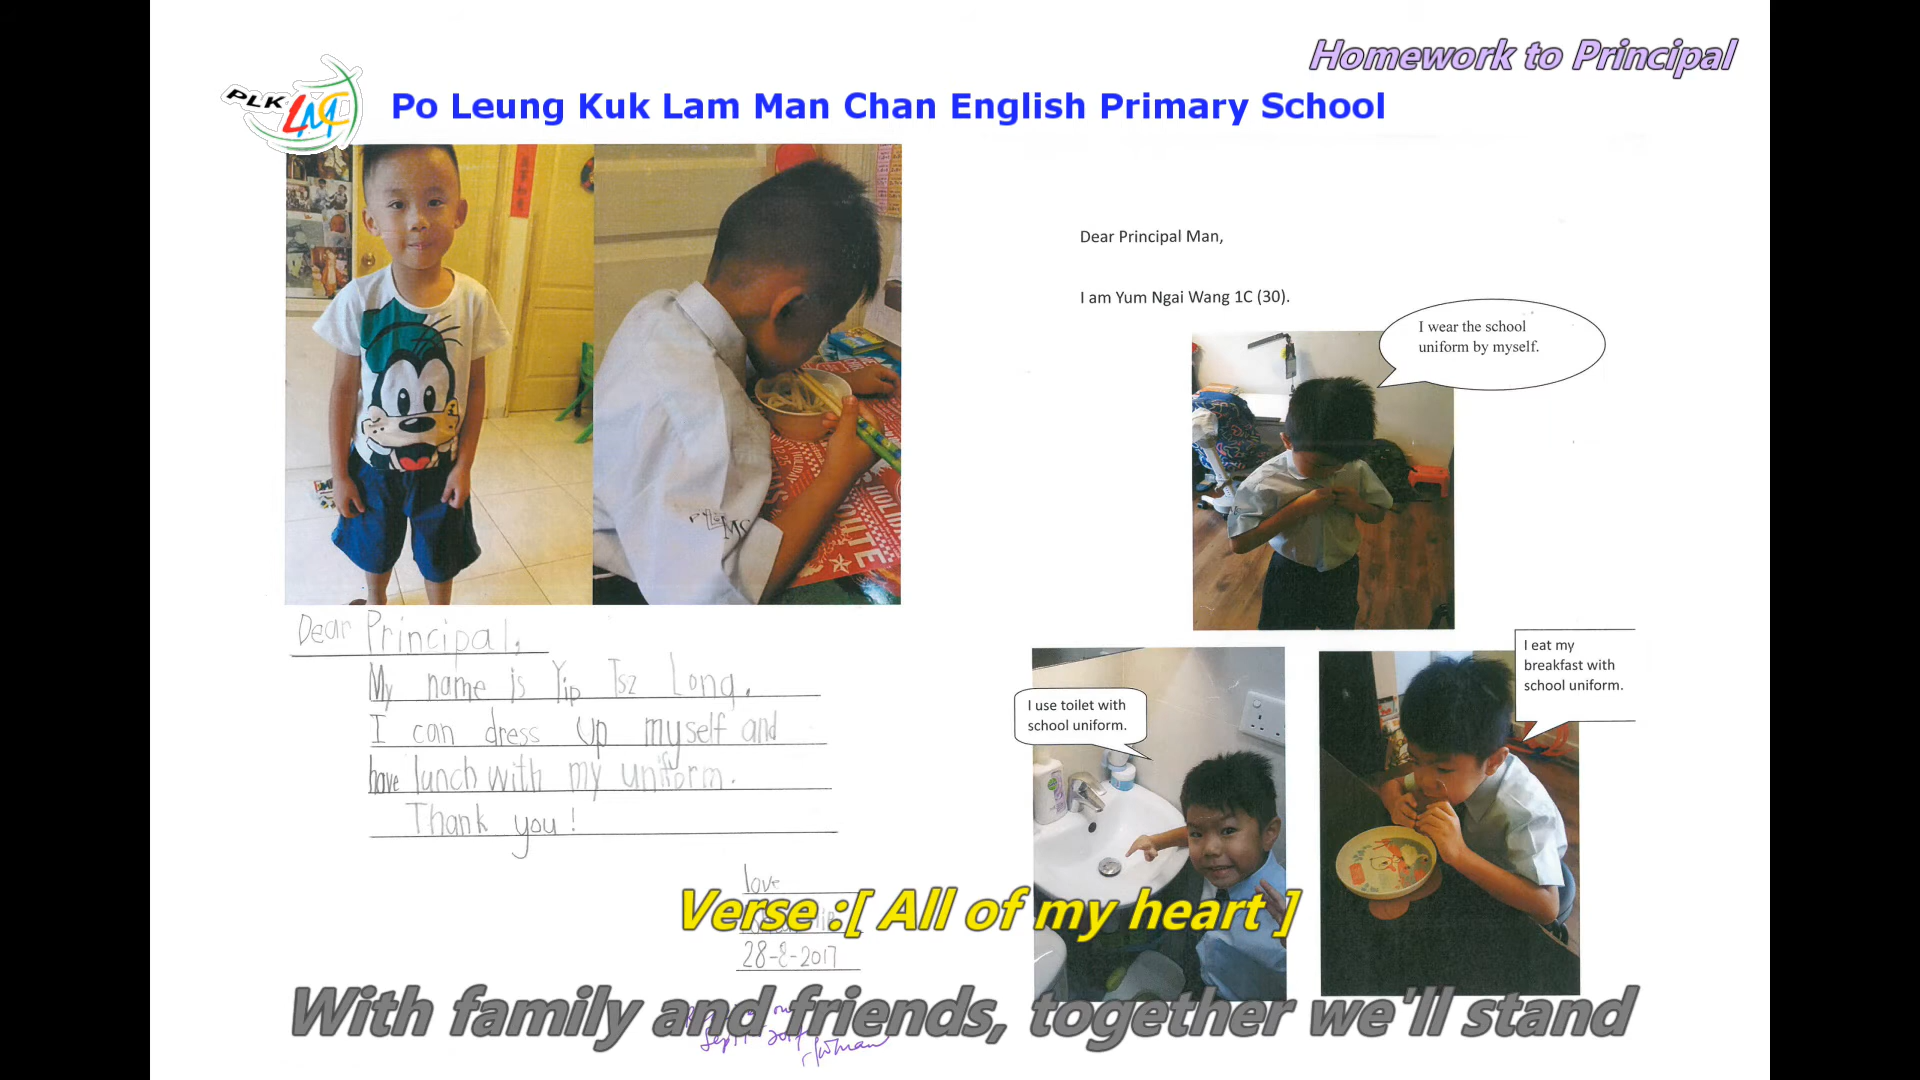 Homework to Principal
PLK LMC
Po Leung Kuk Lam Man Chan English Primary School
Dear Principal,
My name is Yip Tsz Long.
I can dress up myself and
have lunch with my uniform.
Thank you!
love
28-8-2017
Dear Principal Man,
I am Yum Ngai Wang 1C (30).
I wear the school
uniform by myself.
I use toilet with
school uniform.
I eat my
breakfast with
school uniform.
Verse :[ All of my heart ]
With family and friends, together we'll stand